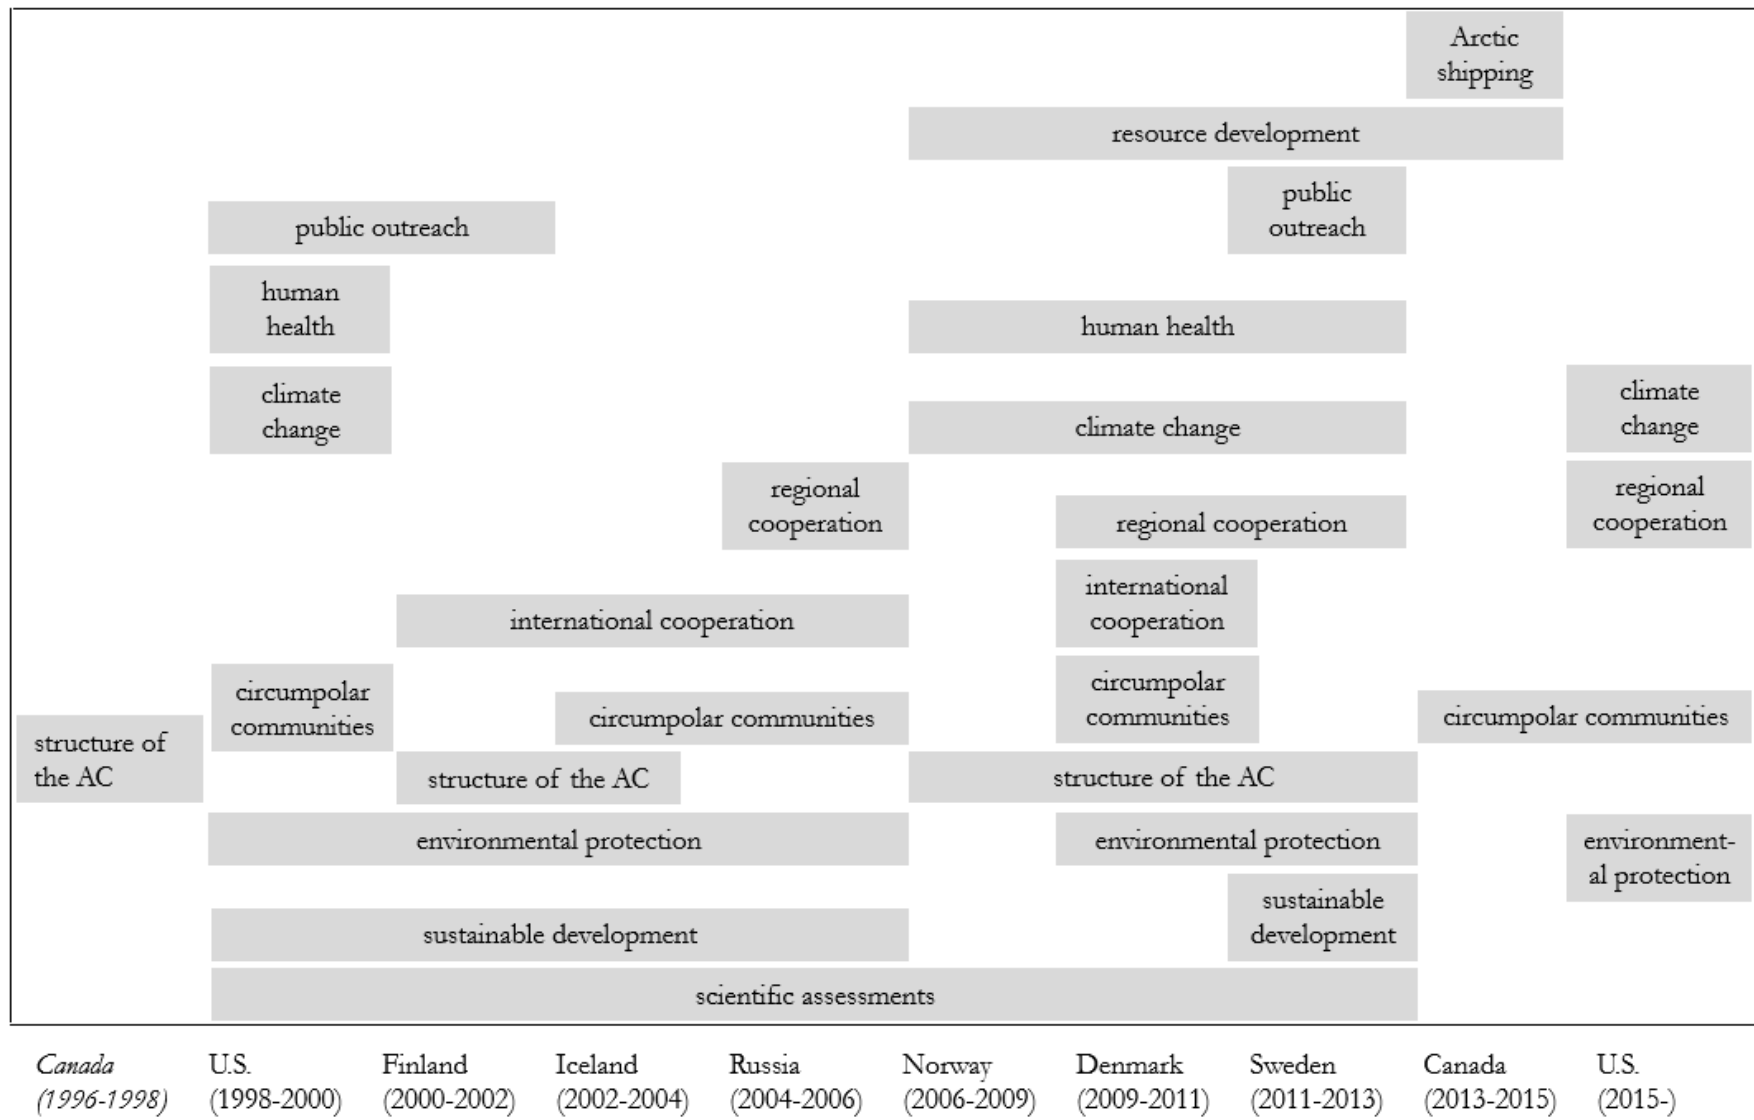 Arctic
shipping
resource development
public
outreach
public outreach
human
health
human health
climate
change
climate change
climate
change
regional
cooperation
regional cooperation
regional
cooperation
international cooperation
international
cooperation
circumpolar
communities
circumpolar communities
circumpolar
communities
circumpolar communities
structure of
the AC
structure of the AC
structure of the AC
environmental protection
environmental protection
environment-
al protection
sustainable development
sustainable
development
scientific assessments
Canada
(1996-1998)
U.S.
(1998-2000)
Finland
(2000-2002)
Iceland
(2002-2004)
Russia
(2004-2006)
Norway
(2006-2009)
Denmark
(2009-2011)
Sweden
(2011-2013)
Canada
(2013-2015)
U.S.
(2015-)